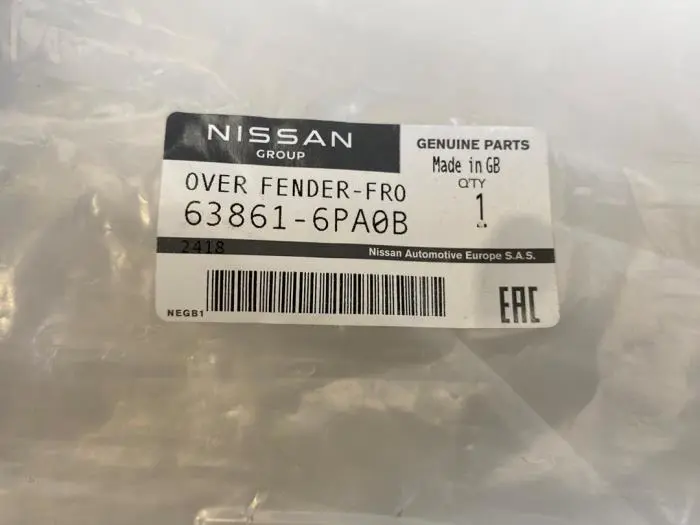 NISSAN
GROUP
GENUINE PARTS
Made in GB
OVER FENDER-FRO
QTY
63861-6PA0B
1
2418
Nissan Automotive Europe S.A.S.
NEGB1
EAC